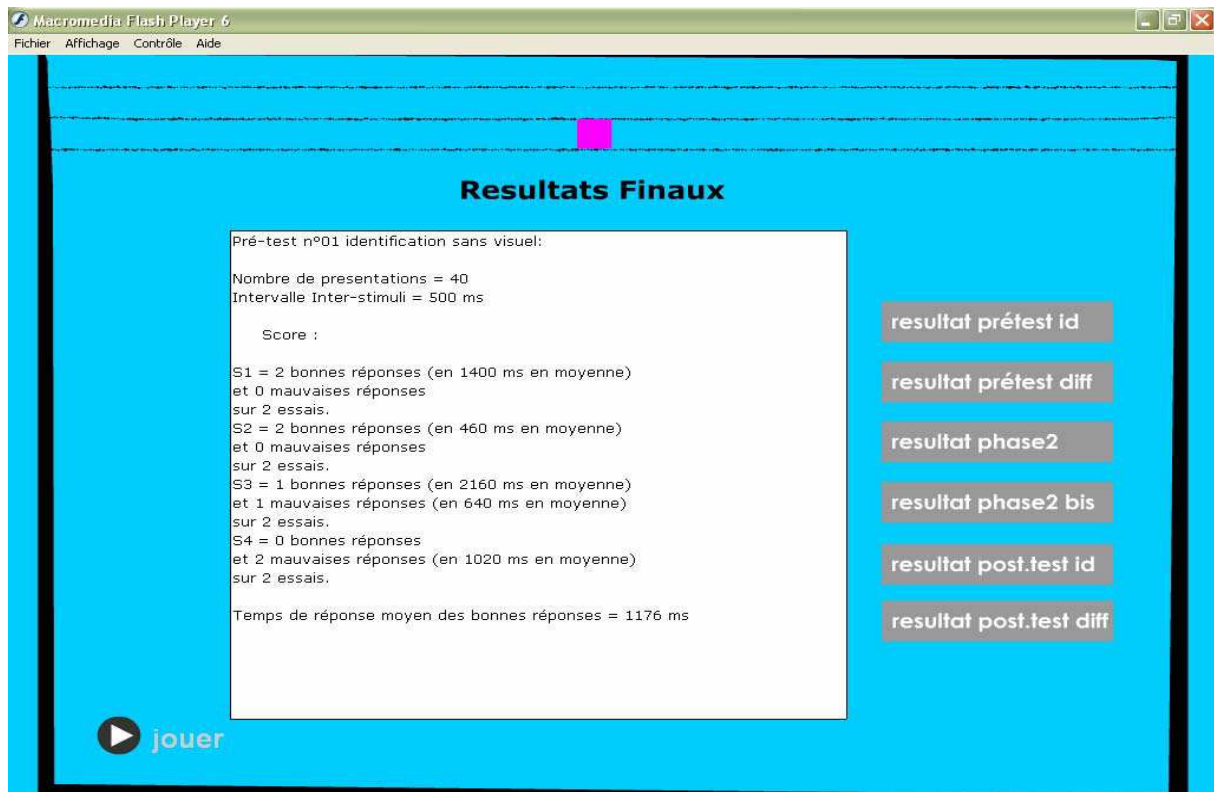 Macromedia Flash Player 6
Fichier Affichage Contrôle Aide
Resultats Finaux
Pré-test n°01 identification sans visuel:
Nombre de presentations = 40
Intervalle Inter-stimuli = 500 ms
Score :
S1 = 2 bonnes réponses (en 1400 ms en moyenne)
et 0 mauvaises réponses
sur 2 essais.
S2 = 2 bonnes réponses (en 460 ms en moyenne)
et 0 mauvaises réponses
sur 2 essais.
S3 = 1 bonnes réponses (en 2160 ms en moyenne)
et 1 mauvaises réponses (en 640 ms en moyenne)
sur 2 essais.
S4 = 0 bonnes réponses
et 2 mauvaises réponses (en 1020 ms en moyenne)
sur 2 essais.
Temps de réponse moyen des bonnes réponses = 1176 ms
resultat prétest id
resultat prétest diff
resultat phase2
resultat phase2 bis
resultat post.test id
resultat post.test diff
jouer